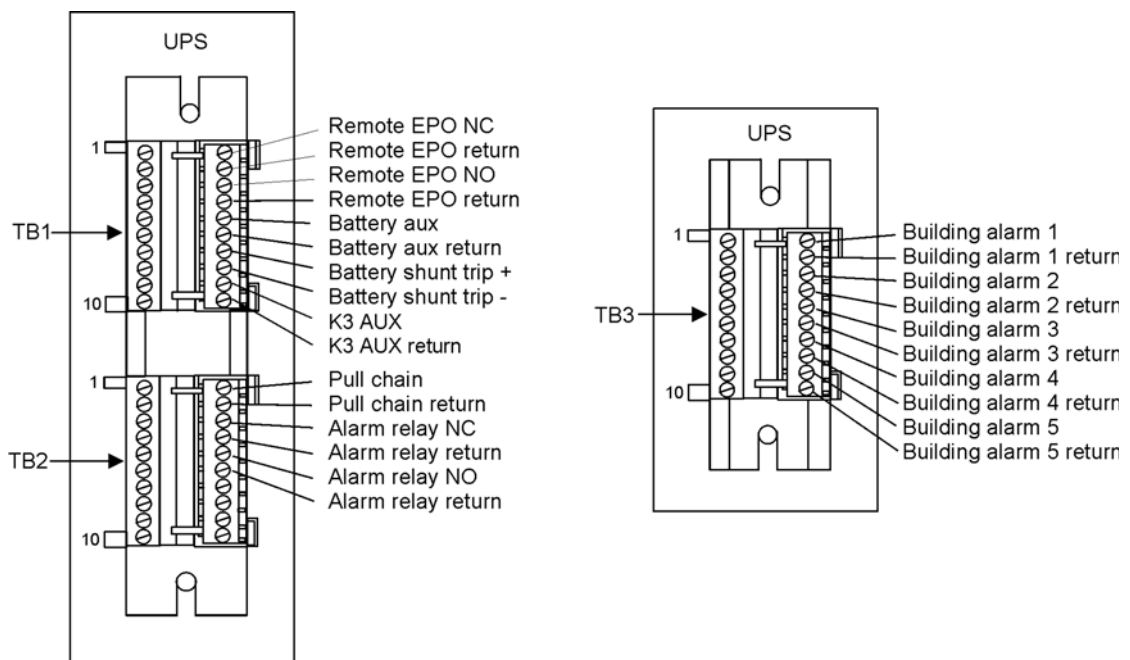 UPS
1
Remote EPO NC
Remote EPO return
Remote EPO NO
Remote EPO return
Battery aux
Battery aux return
Battery shunt trip +
Battery shunt trip -
K3 AUX
K3 AUX return
TB1
10
1
Pull chain
Pull chain return
Alarm relay NC
Alarm relay return
Alarm relay NO
Alarm relay return
TB2
10
UPS
1
Building alarm 1
Building alarm 1 return
Building alarm 2
Building alarm 2 return
Building alarm 3
Building alarm 3 return
Building alarm 4
Building alarm 4 return
Building alarm 5
Building alarm 5 return
TB3
10